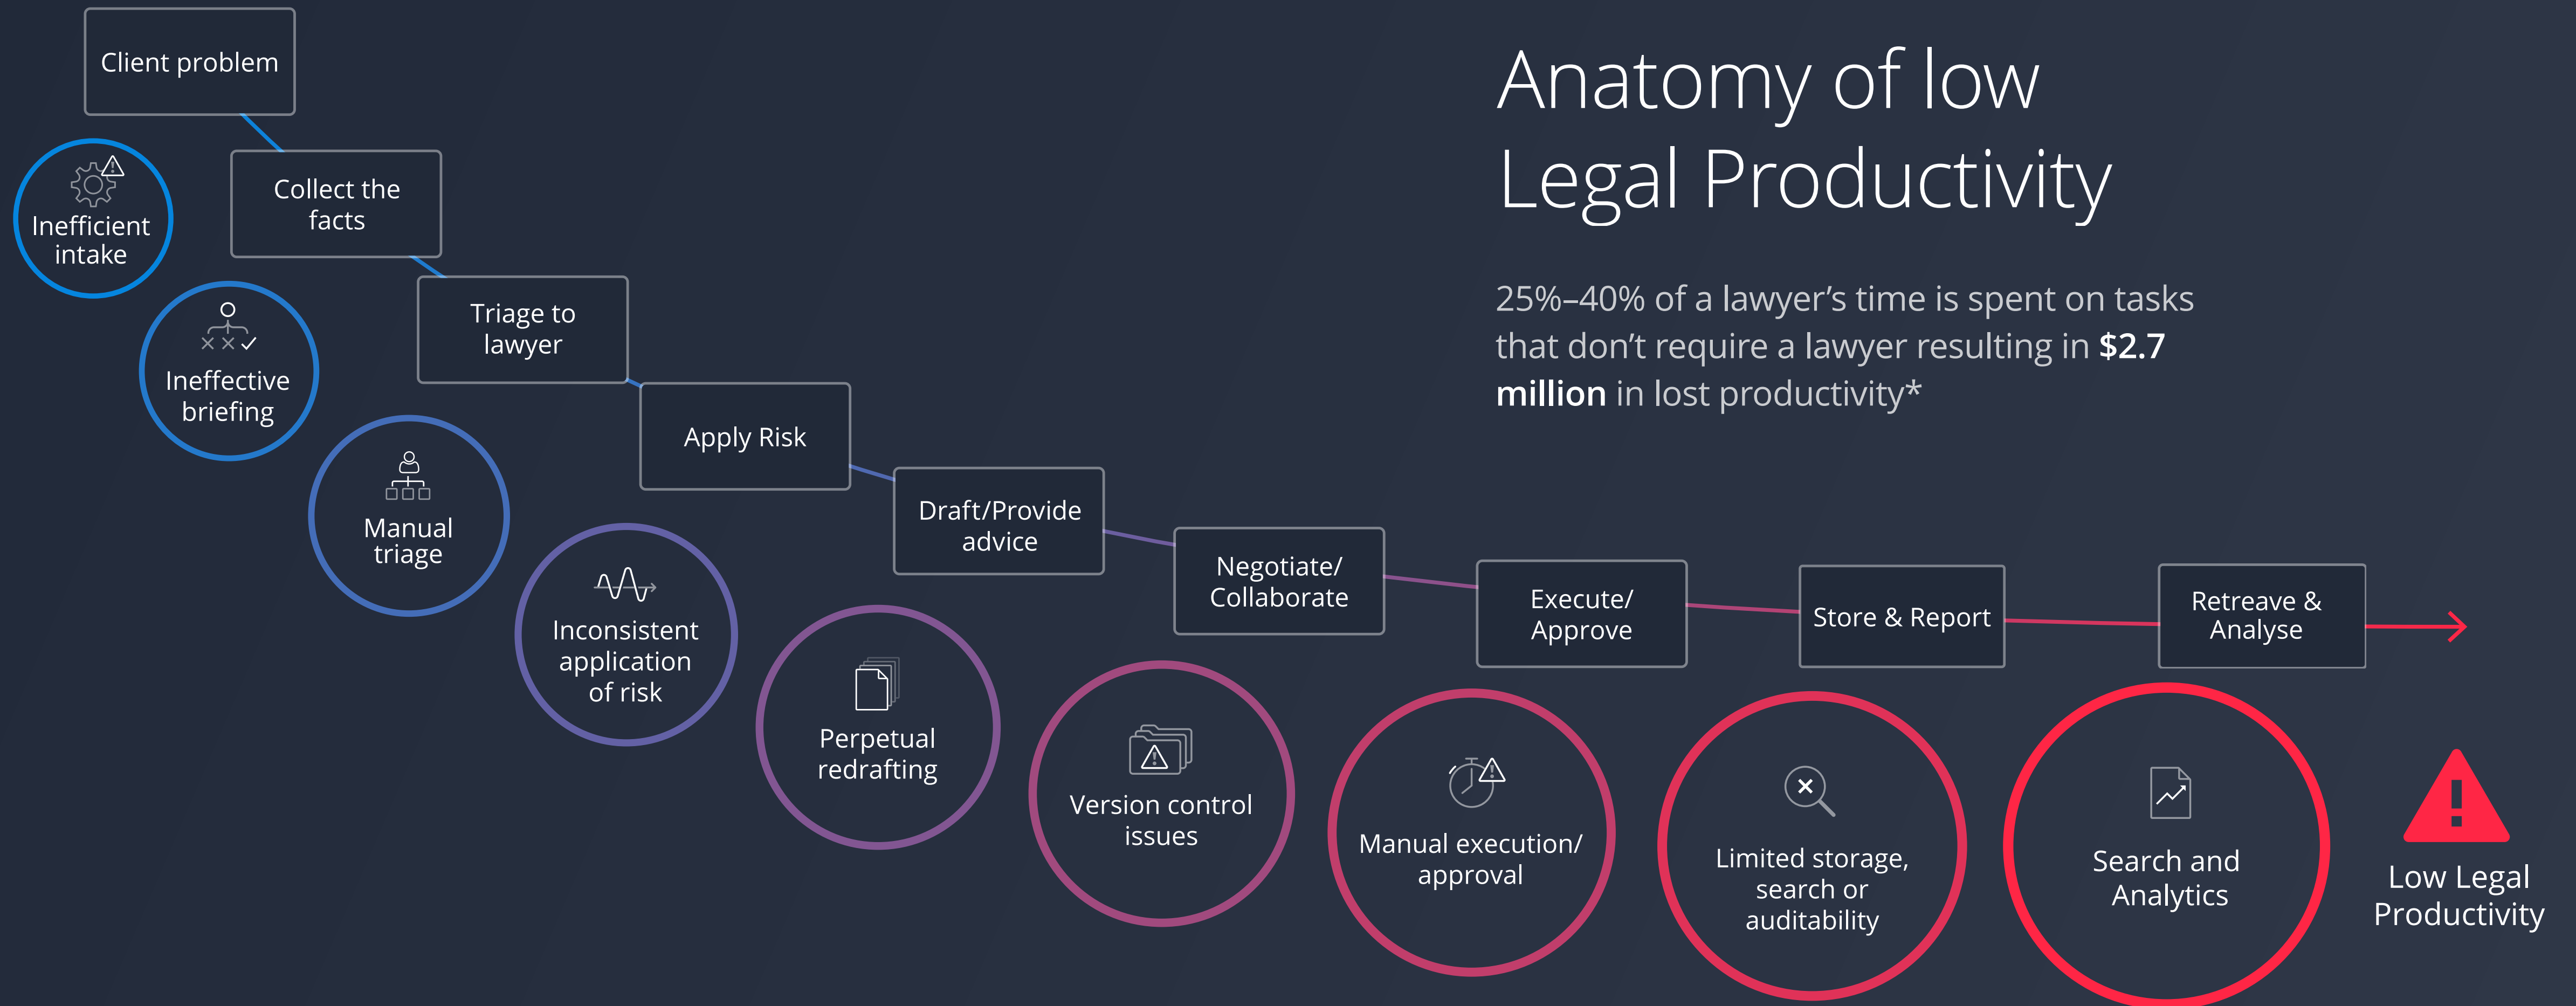 Anatomy of low
Legal Productivity
25%–40% of a lawyer’s time is spent on tasks
that don’t require a lawyer resulting in $2.7
million in lost productivity*
Client problem
Collect the
facts
Triage to
lawyer
Apply Risk
Draft/Provide
advice
Negotiate/
Collaborate
Execute/
Approve
Store & Report
Retreave &
Analyse
Inefficient
intake
Ineffective
briefing
Manual
triage
Inconsistent
application
of risk
Perpetual
redrafting
Version control
issues
Manual execution/
approval
Limited storage,
search or
auditability
Search and
Analytics
Low Legal
Productivity